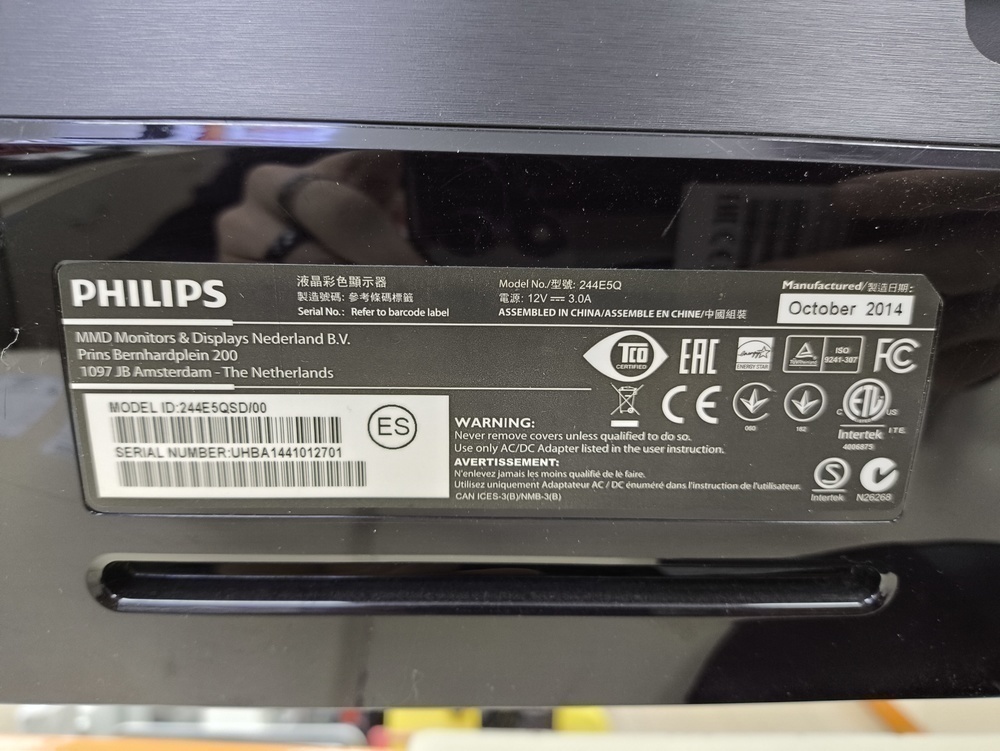 PHILIPS
液晶彩色顯示器
製造號碼: 參考條碼標籤
Serial No.: Refer to barcode label
Model No./型號: 244E5Q
電源: 12V ⎓ 3.0A
ASSEMBLED IN CHINA/ASSEMBLE EN CHINE/中國組裝
Manufactured/製造日期:
October 2014
MMD Monitors & Displays Nederland B.V.
Prins Bernhardplein 200
1097 JB Amsterdam - The Netherlands
TCO
CERTIFIED
EAC
ENERGY STAR
ISO
9241-307
FC
MODEL ID:244E5QSD/00
SERIAL NUMBER:UHBA1441012701
ES
CE
060
162
C ETL US
Intertek
I.T.E.
4006875
WARNING:
Never remove covers unless qualified to do so.
Use only AC/DC Adapter listed in the user instruction.
AVERTISSEMENT:
N'enlevez jamais les moins qualifié de le faire.
Utilisez uniquement Adaptateur AC / DC énuméré dans l'instruction de l'utilisateur.
CAN ICES-3(B)/NMB-3(B)
S
Intertek
N26268